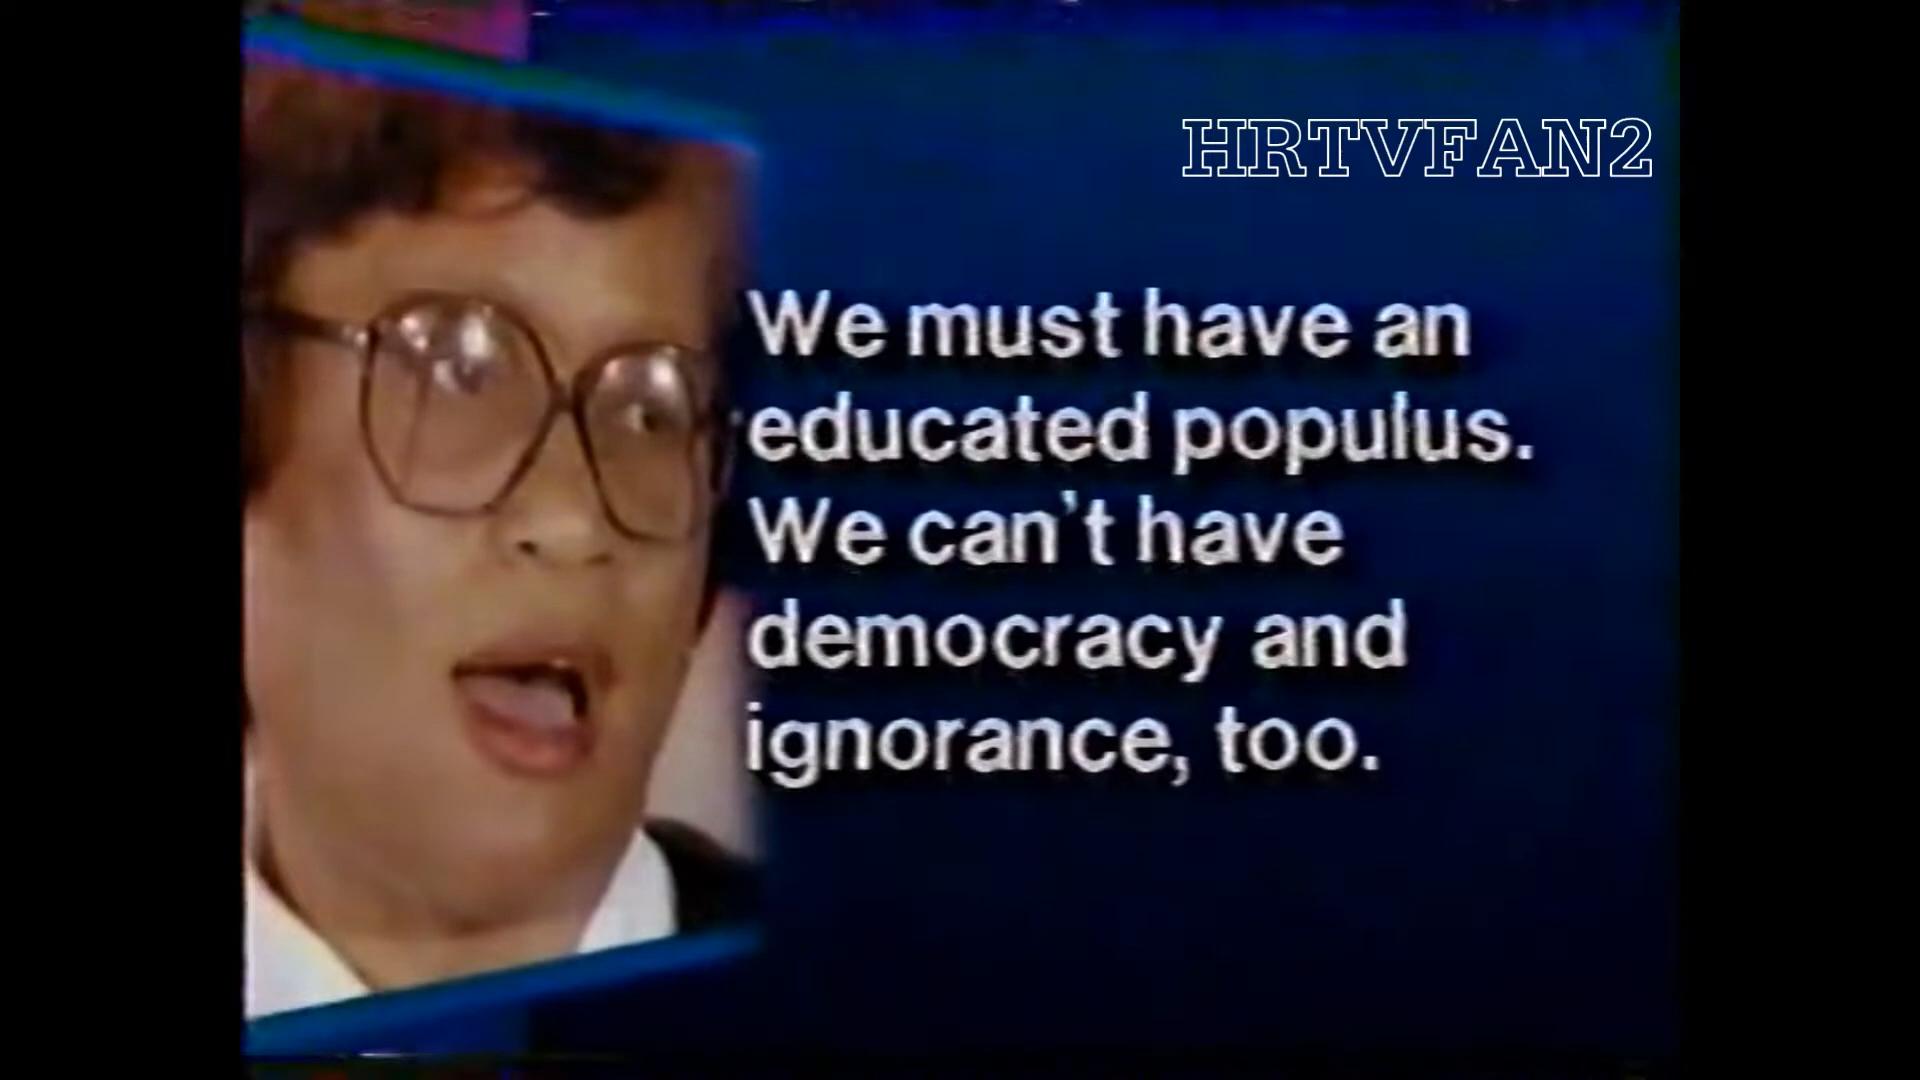 HRTVFAN2
We must have an
educated populus.
We can't have
democracy and
ignorance, too.